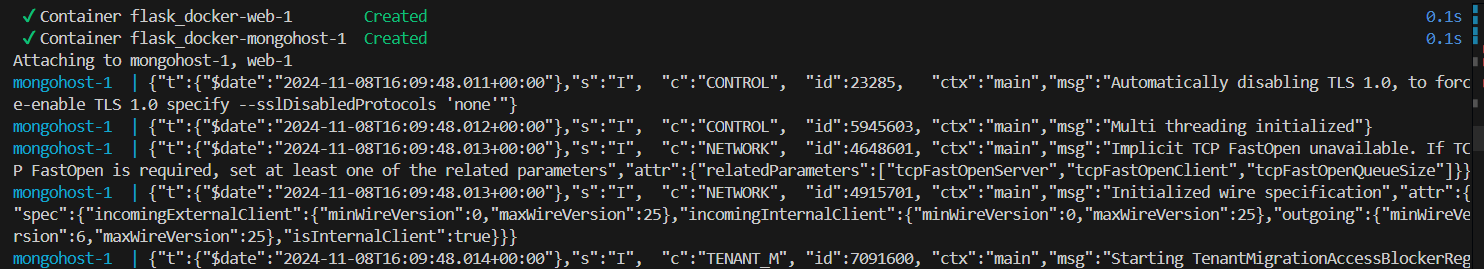 ✓ Container flask_docker-web-1 Created 0.1s
✓ Container flask_docker-mongohost-1 Created 0.1s
Attaching to mongohost-1, web-1
mongohost-1 | {"t":{"$date":"2024-11-08T16:09:48.011+00:00"},"s":"I", "c":"CONTROL", "id":23285, "ctx":"main","msg":"Automatically disabling TLS 1.0, to forc
e-enable TLS 1.0 specify --sslDisabledProtocols 'none'"}
mongohost-1 | {"t":{"$date":"2024-11-08T16:09:48.012+00:00"},"s":"I", "c":"CONTROL", "id":5945603, "ctx":"main","msg":"Multi threading initialized"}
mongohost-1 | {"t":{"$date":"2024-11-08T16:09:48.013+00:00"},"s":"I", "c":"NETWORK", "id":4648601, "ctx":"main","msg":"Implicit TCP FastOpen unavailable. If TC
P FastOpen is required, set at least one of the related parameters","attr":{"relatedParameters":["tcpFastOpenServer","tcpFastOpenClient","tcpFastOpenQueueSize"]}}
mongohost-1 | {"t":{"$date":"2024-11-08T16:09:48.013+00:00"},"s":"I", "c":"NETWORK", "id":4915701, "ctx":"main","msg":"Initialized wire specification","attr":{
"spec":{"incomingExternalClient":{"minWireVersion":0,"maxWireVersion":25},"incomingInternalClient":{"minWireVersion":0,"maxWireVersion":25},"outgoing":{"minWireVe
rsion":6,"maxWireVersion":25},"isInternalClient":true}}}
mongohost-1 | {"t":{"$date":"2024-11-08T16:09:48.014+00:00"},"s":"I", "c":"TENANT_M", "id":7091600, "ctx":"main","msg":"Starting TenantMigrationAccessBlockerReg